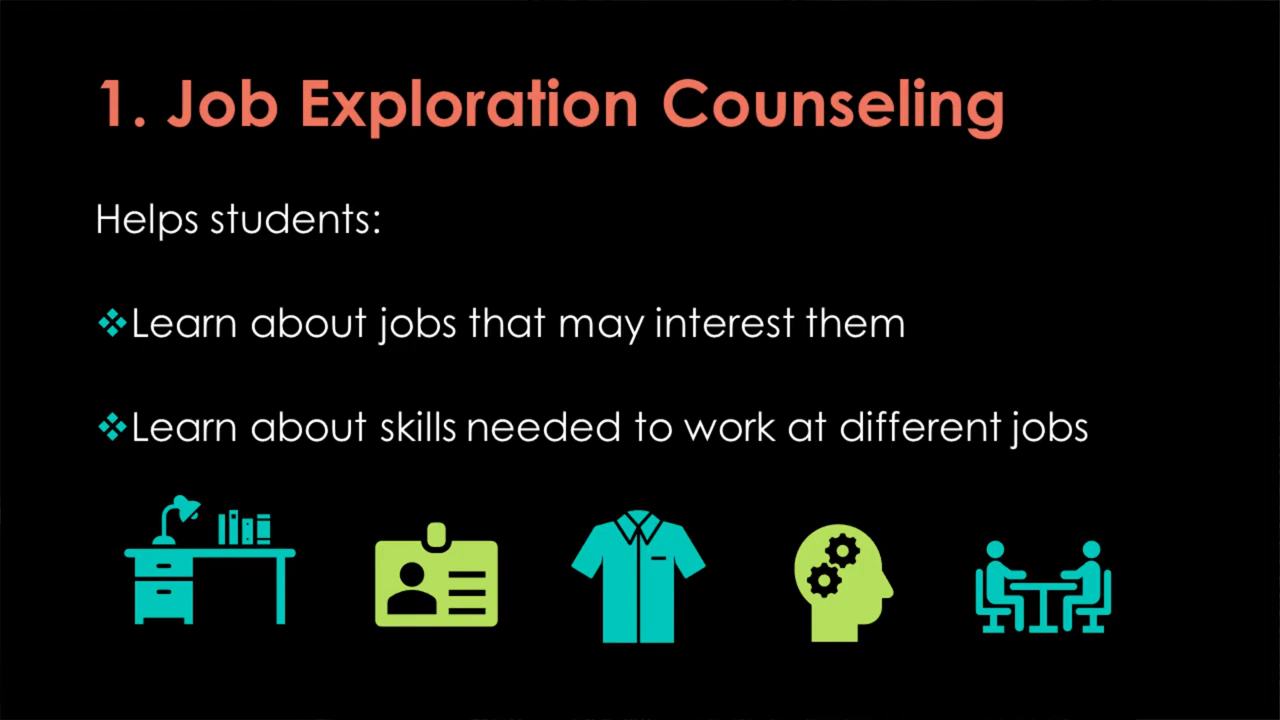 1. Job Exploration Counseling
Helps students:
❖Learn about jobs that may interest them
❖Learn about skills needed to work at different jobs